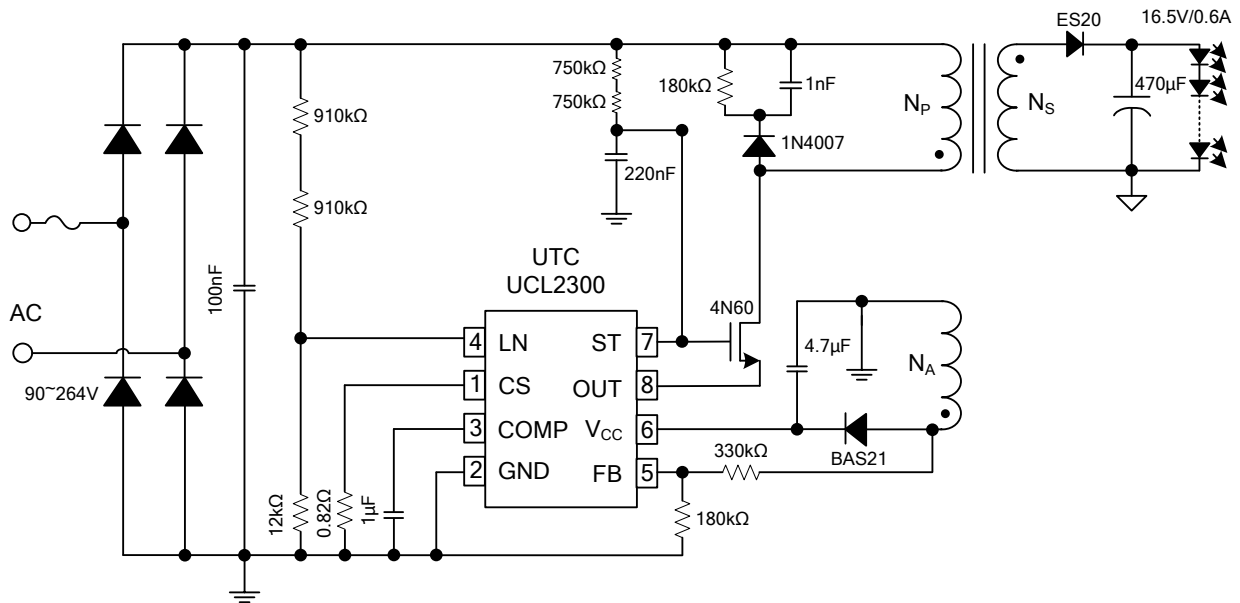 ES20
16.5V/0.6A
750kΩ
750kΩ
180kΩ
1nF
470µF
N_P
N_S
910kΩ
1N4007
220nF
910kΩ
UTC
UCL2300
100nF
AC
4N60
4 LN ST 7
4.7µF
N_A
1 CS OUT 8
90~264V
3 COMP V_CC 6
BAS21
2 GND FB 5
330kΩ
12kΩ
0.82Ω
1µF
180kΩ